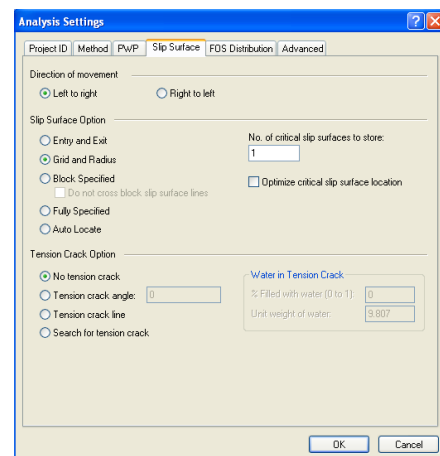 Analysis Settings
Project ID Method PWP Slip Surface FOS Distribution Advanced
Direction of movement
Left to right Right to left
Slip Surface Option
Entry and Exit
Grid and Radius
Block Specified
Do not cross block slip surface lines
Fully Specified
Auto Locate
No. of critical slip surfaces to store:
1
Optimize critical slip surface location
Tension Crack Option
No tension crack
Tension crack angle: 0
Tension crack line
Search for tension crack
Water in Tension Crack
% Filled with water (0 to 1): 0
Unit weight of water: 9.807
OK Cancel